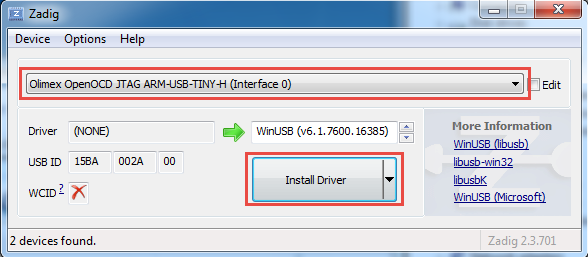 Zadig
Device Options Help
Olimex OpenOCD JTAG ARM-USB-TINY-H (Interface 0) Edit
Driver (NONE) WinUSB (v6.1.7600.16385)
More Information
WinUSB (libusb)
USB ID 15BA 002A 00
libusb-win32
Install Driver
libusbK
WCID ?
WinUSB (Microsoft)
2 devices found. Zadig 2.3.701